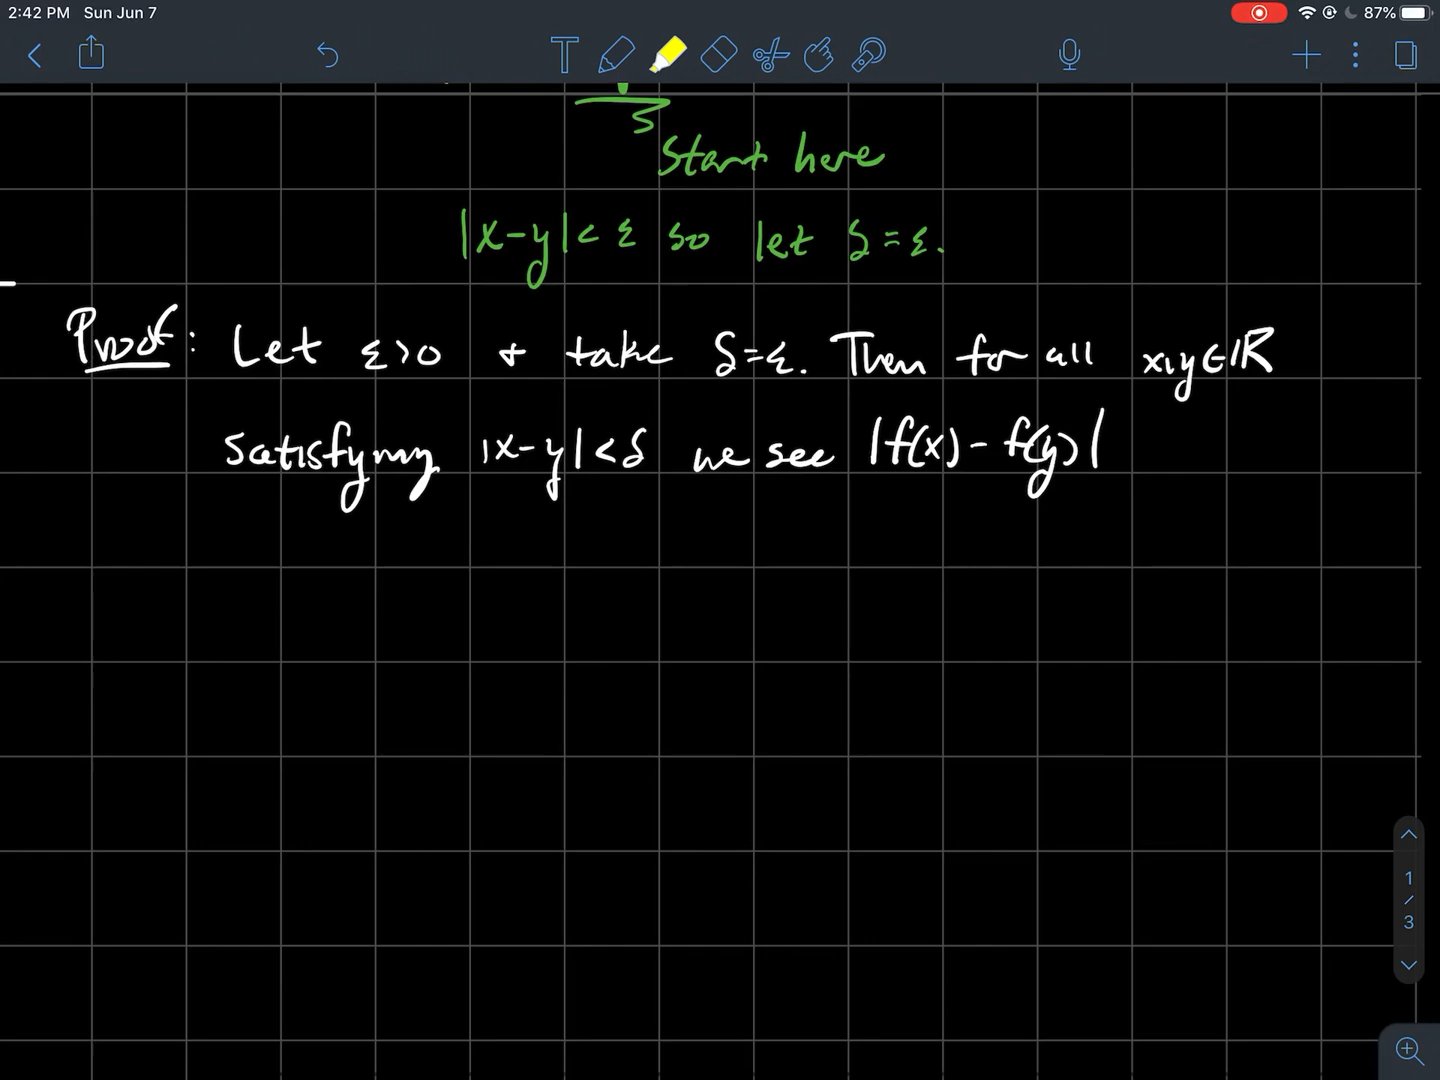 2:42 PM Sun Jun 7
87%
T
δ
Start here
|x-y|< ε so let δ = ε.
Proof: Let ε>0 & take δ=ε. Then for all x,y∈ℝ
satisfying |x-y|<δ we see |f(x) - f(y)|
1
/
3